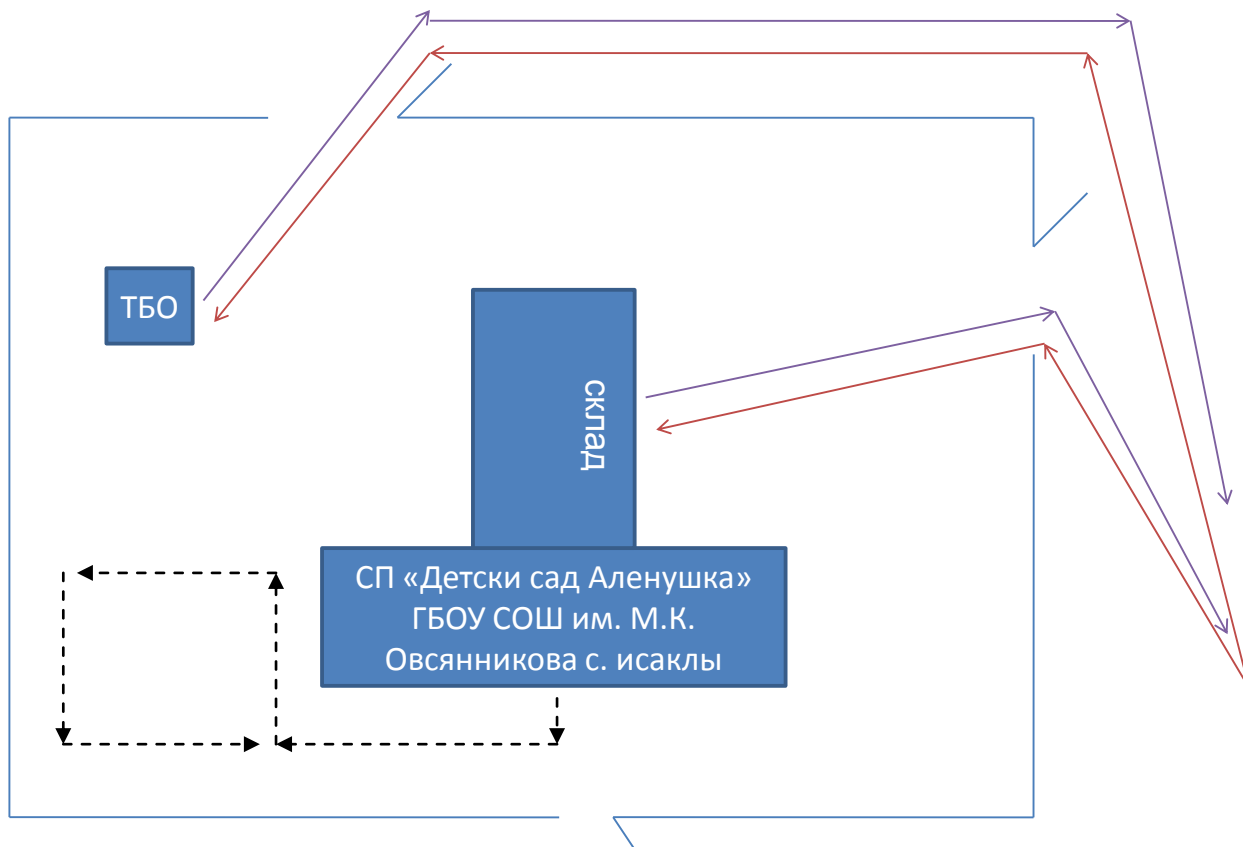 ТБО
склад
СП «Детски сад Аленушка»
ГБОУ СОШ им. М.К.
Овсянникова с. исаклы